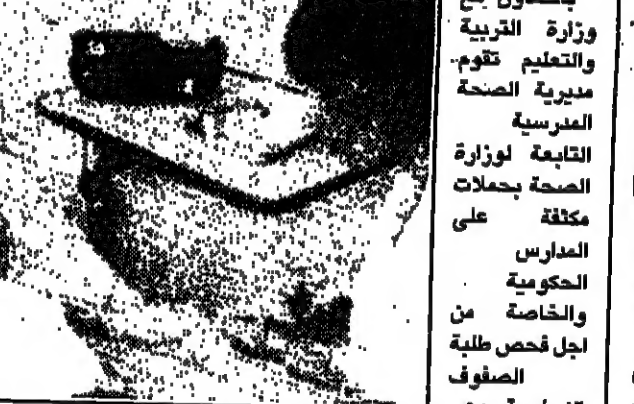 وزارة التربية
والتعليم تقوم
مديرية الصحة
المدرسية
التابعة لوزارة
الصحة بحملات
مكثفة على
المدارس
الحكومية
والخاصة من
اجل فحص طلبة
الصفوف